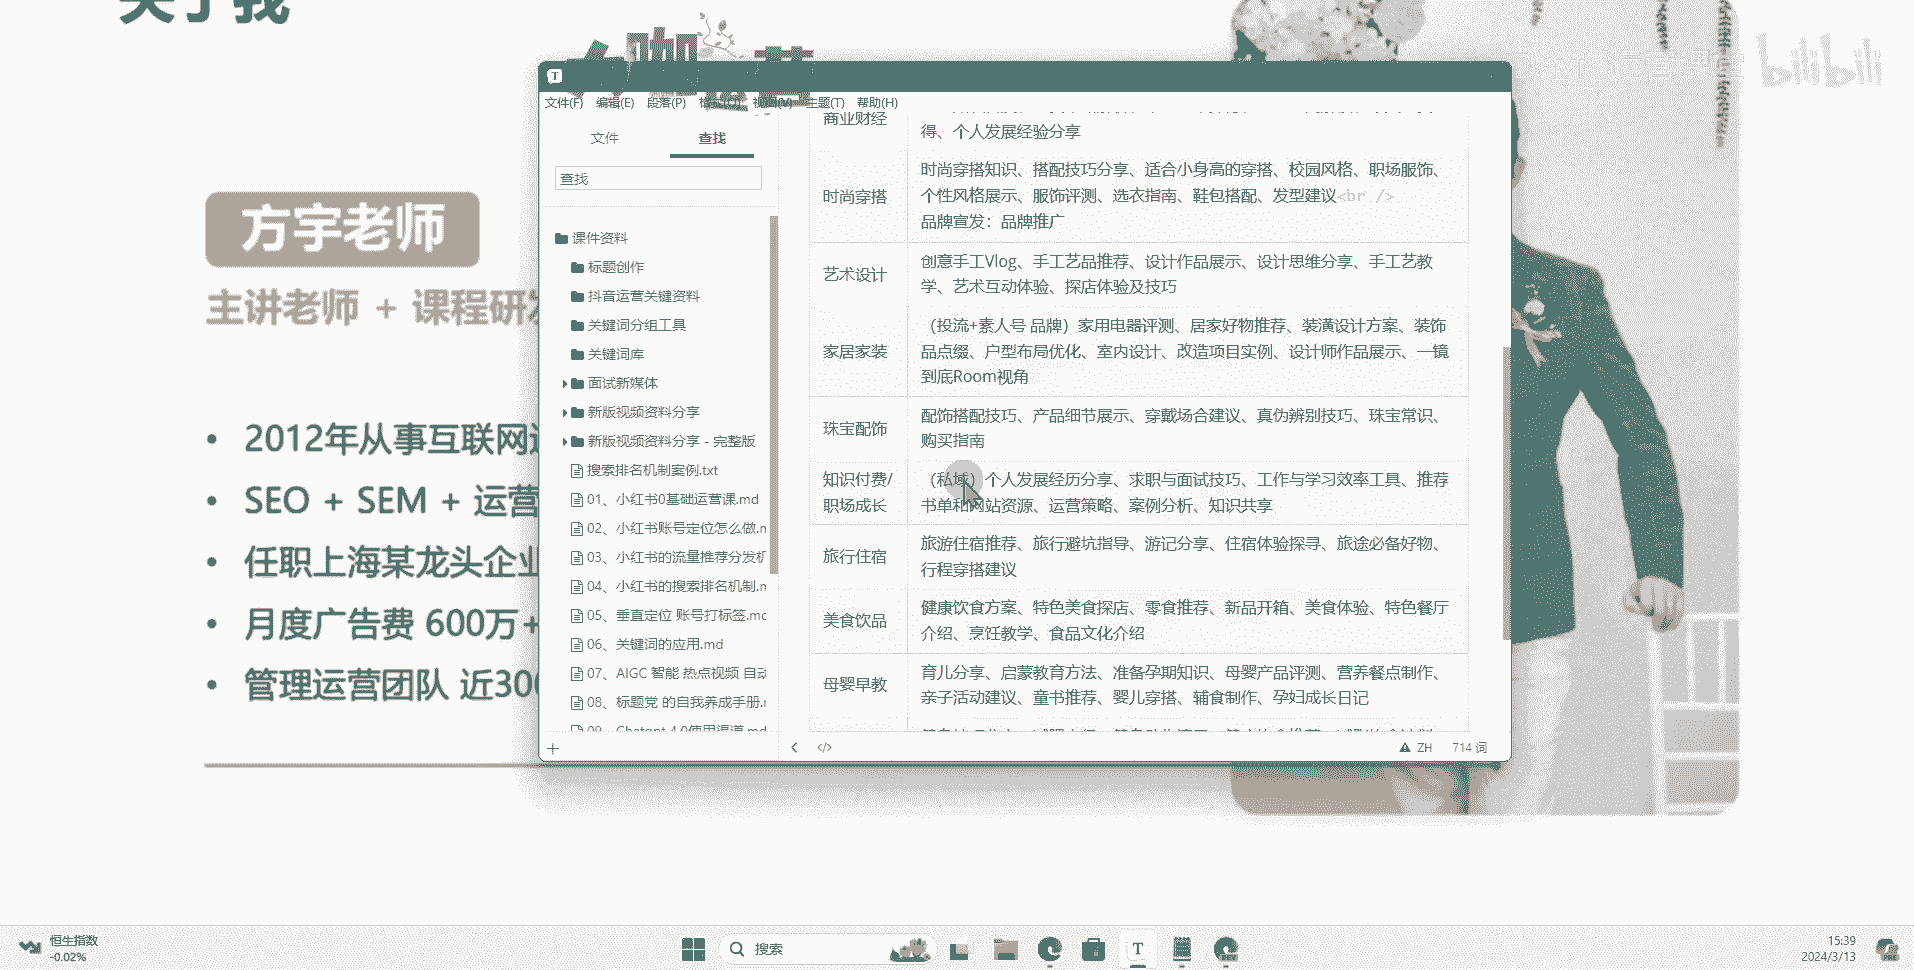 关于我
bilibili
方宇老师
主讲老师 + 课程研发
2012年从事互联网运
SEO + SEM + 运营
任职上海某龙头企业
月度广告费 600万+
管理运营团队 近300
文件(F) 编辑(E) 段落(P) 格式(O) 视图(V) 主题(T) 帮助(H)
文件 查找
查找
课件资料
标题创作
抖音运营关键资料
关键词分组工具
关键词库
面试新媒体
新版视频资料分享
新版视频资料分享 - 完整版
搜索排名机制案例.txt
01、小红书0基础运营课.md
02、小红书账号定位怎么做.m
03、小红书的流量推荐分发机
04、小红书的搜索排名机制.m
05、垂直定位 账号打标签.mc
06、关键词的应用.md
07、AIGC 智能 热点视频 自动
08、标题党 的自我养成手册.r
09、Chatgpt 4.0使用渠道.md
商业财经
得、个人发展经验分享
时尚穿搭
时尚穿搭知识、搭配技巧分享、适合小身高的穿搭、校园风格、职场服饰、
个性风格展示、服饰评测、选衣指南、鞋包搭配、发型建议<br />
品牌宣发：品牌推广
艺术设计
创意手工Vlog、手工艺品推荐、设计作品展示、设计思维分享、手工艺教
学、艺术互动体验、探店体验及技巧
家居家装
（投流+素人号 品牌）家用电器评测、居家好物推荐、装潢设计方案、装饰
品点缀、户型布局优化、室内设计、改造项目实例、设计师作品展示、一镜
到底Room视角
珠宝配饰
配饰搭配技巧、产品细节展示、穿戴场合建议、真伪辨别技巧、珠宝常识、
购买指南
知识付费/
职场成长
（私域）个人发展经历分享、求职与面试技巧、工作与学习效率工具、推荐
书单和网站资源、运营策略、案例分析、知识共享
旅行住宿
旅游住宿推荐、旅行避坑指导、游记分享、住宿体验探寻、旅途必备好物、
行程穿搭建议
美食饮品
健康饮食方案、特色美食探店、零食推荐、新品开箱、美食体验、特色餐厅
介绍、烹饪教学、食品文化介绍
母婴早教
育儿分享、启蒙教育方法、准备孕期知识、母婴产品评测、营养餐点制作、
亲子活动建议、童书推荐、婴儿穿搭、辅食制作、孕妇成长日记
ZH 714 词
恒生指数
-0.02%
搜索
15:39
2024/3/13